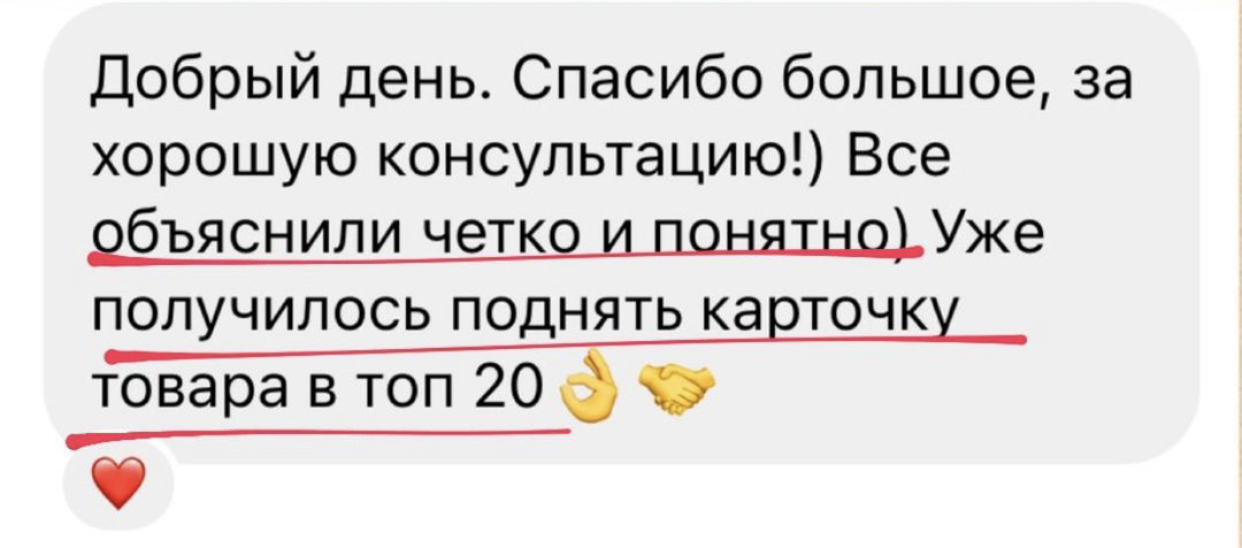 Добрый день. Спасибо большое, за
хорошую консультацию!) Все
объяснили четко и понятно) Уже
получилось поднять карточку
товара в топ 20👌 🤝
❤️